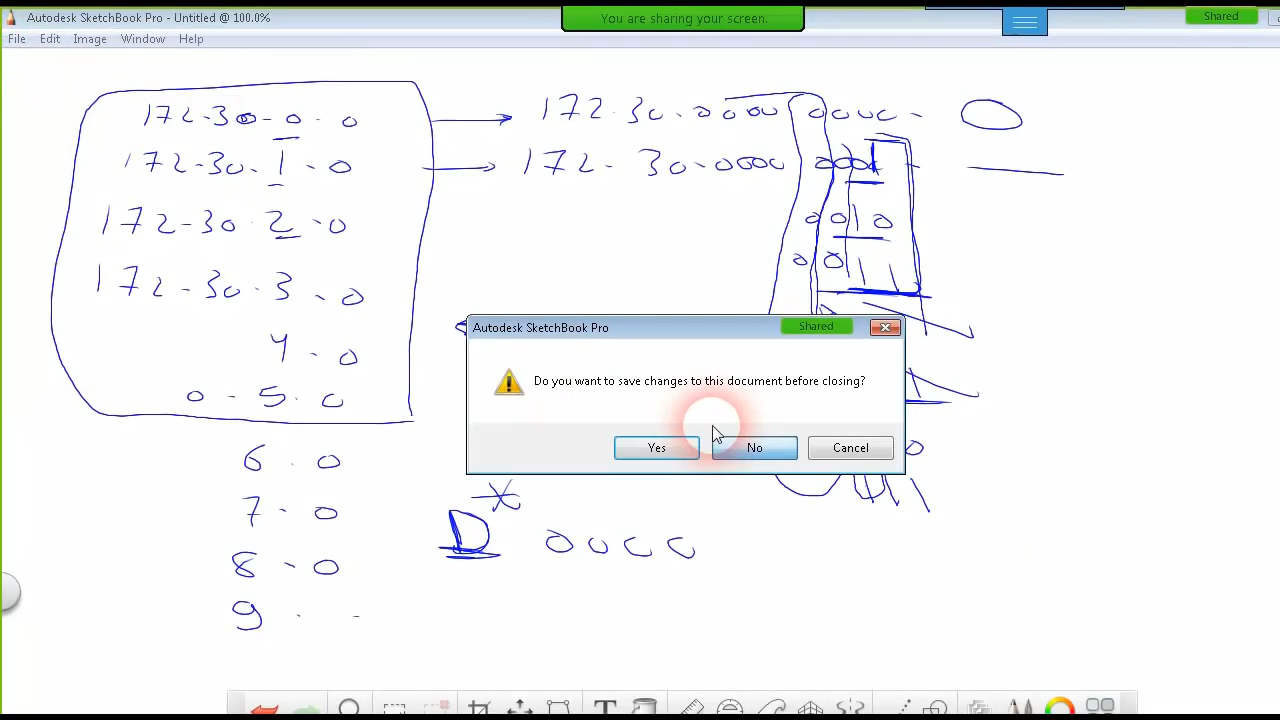 Autodesk SketchBook Pro - Untitled @ 100.0%
You are sharing your screen.
Shared
File Edit Image Window Help
172-30-0-0 172.30.0000 0000-
172-30.1-0 172-30-0000 0001-
172-30.2-0 0010
172-30.3-0 0011
4-0
0-5.0
6.0
7-0
8-0
9
Autodesk SketchBook Pro Shared
Do you want to save changes to this document before closing?
Yes No Cancel
D 0000